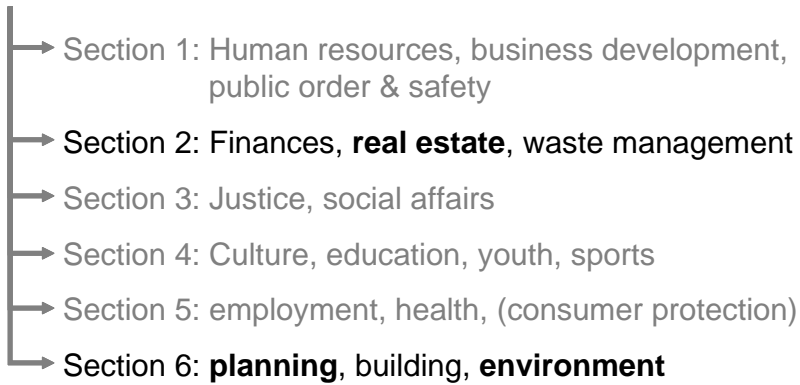 Section 1: Human resources, business development,
public order & safety
Section 2: Finances, real estate, waste management
Section 3: Justice, social affairs
Section 4: Culture, education, youth, sports
Section 5: employment, health, (consumer protection)
Section 6: planning, building, environment